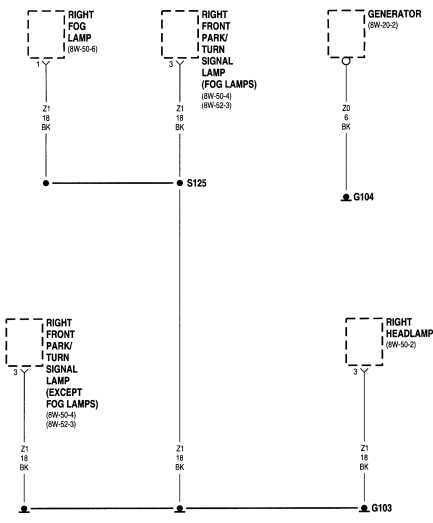 RIGHT
FOG
LAMP
(8W-50-6)
1
Z1
18
BK
RIGHT
FRONT
PARK/
TURN
SIGNAL
LAMP
(FOG LAMPS)
(8W-50-4)
(8W-52-3)
3
Z1
18
BK
GENERATOR
(8W-20-2)
Z0
6
BK
S125
G104
RIGHT
FRONT
PARK/
TURN
SIGNAL
LAMP
(EXCEPT
FOG LAMPS)
(8W-50-4)
(8W-52-3)
3
Z1
18
BK
Z1
18
BK
RIGHT
HEADLAMP
(8W-50-2)
3
Z1
18
BK
G103